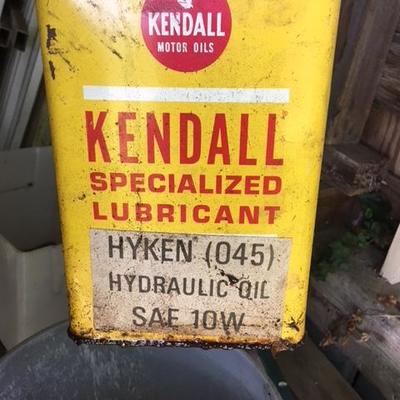 KENDALL
MOTOR OILS
KENDALL
SPECIALIZED
LUBRICANT
HYKEN (045)
HYDRAULIC OIL
SAE 10W